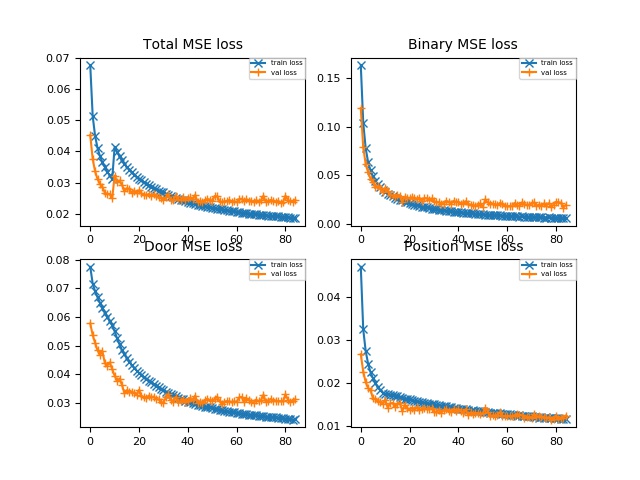 Total MSE loss
0.07
0.06
0.05
0.04
0.03
0.02
0 20 40 60 80
train loss
val loss
Binary MSE loss
0.15
0.10
0.05
0.00
0 20 40 60 80
train loss
val loss
Door MSE loss
0.08
0.07
0.06
0.05
0.04
0.03
0 20 40 60 80
train loss
val loss
Position MSE loss
0.04
0.03
0.02
0.01
0 20 40 60 80
train loss
val loss